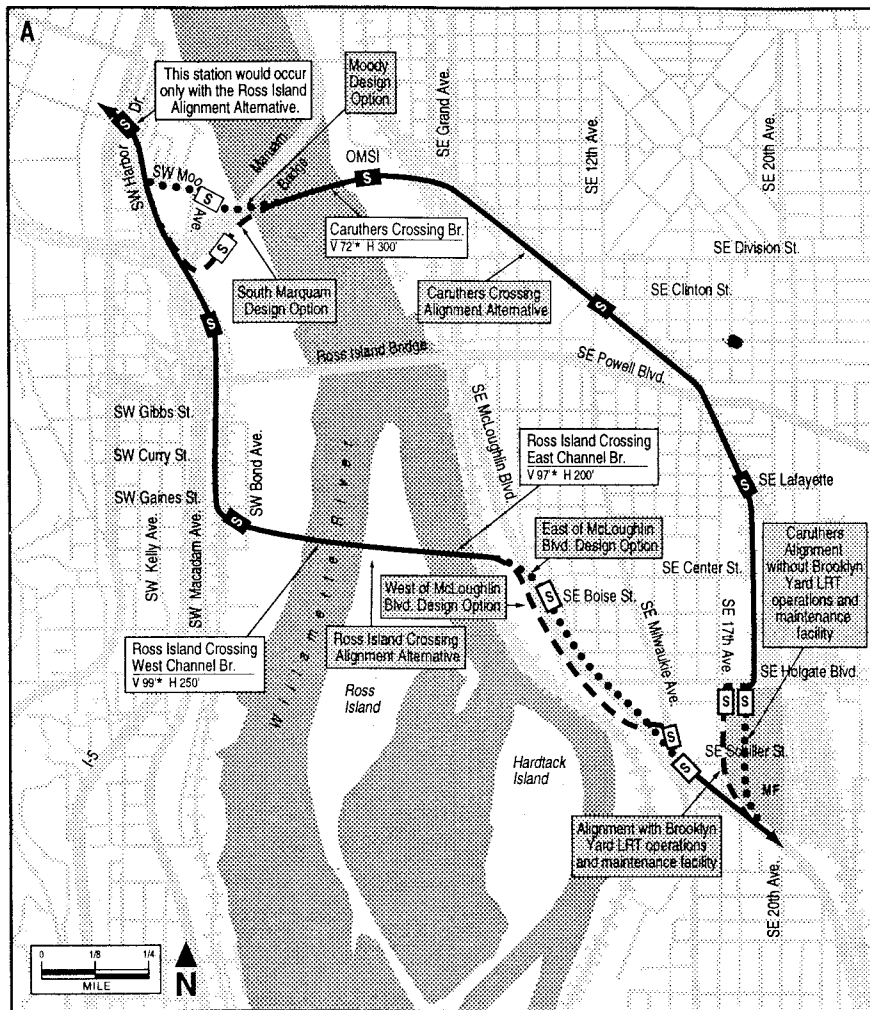 A
This station would occur
only with the Ross Island
Alignment Alternative.
Moody
Design
Option
SE Grand Ave.
SE 12th Ave.
SE 20th Ave.
S
SW Harbor Dr.
SW Moo
Ave
S
Marquam
Bridge
OMSI
S
Caruthers Crossing Br.
V 72'* H 300'
S
SE Division St.
South Marquam
Design Option
Caruthers Crossing
Alignment Alternative
SE Clinton St.
S
S
Ross Island Bridge
SE Powell Blvd.
SW Gibbs St.
SW Curry St.
SW Gaines St.
SW Bond Ave.
S
SW Kelly Ave.
SW Macadam Ave.
Willamette River
SE McLoughlin Blvd.
Ross Island Crossing
East Channel Br.
V 97'* H 200'
S
SE Lafayette
East of McLoughlin
Blvd. Design Option
West of McLoughlin
Blvd. Design Option
S
SE Boise St.
SE Center St.
Caruthers
Alignment
without Brooklyn
Yard LRT
operations and
maintenance
facility
SE Milwaukie Ave.
SE 17th Ave
SE Holgate Blvd.
Ross Island Crossing
West Channel Br.
V 99'* H 250'
Ross Island Crossing
Alignment Alternative
Ross
Island
S
S
S
S
SE Schiller St.
I-5
Hardtack
Island
MF
Alignment with Brooklyn
Yard LRT operations
and maintenance facility
SE 20th Ave.
0 1/8 1/4
MILE
N